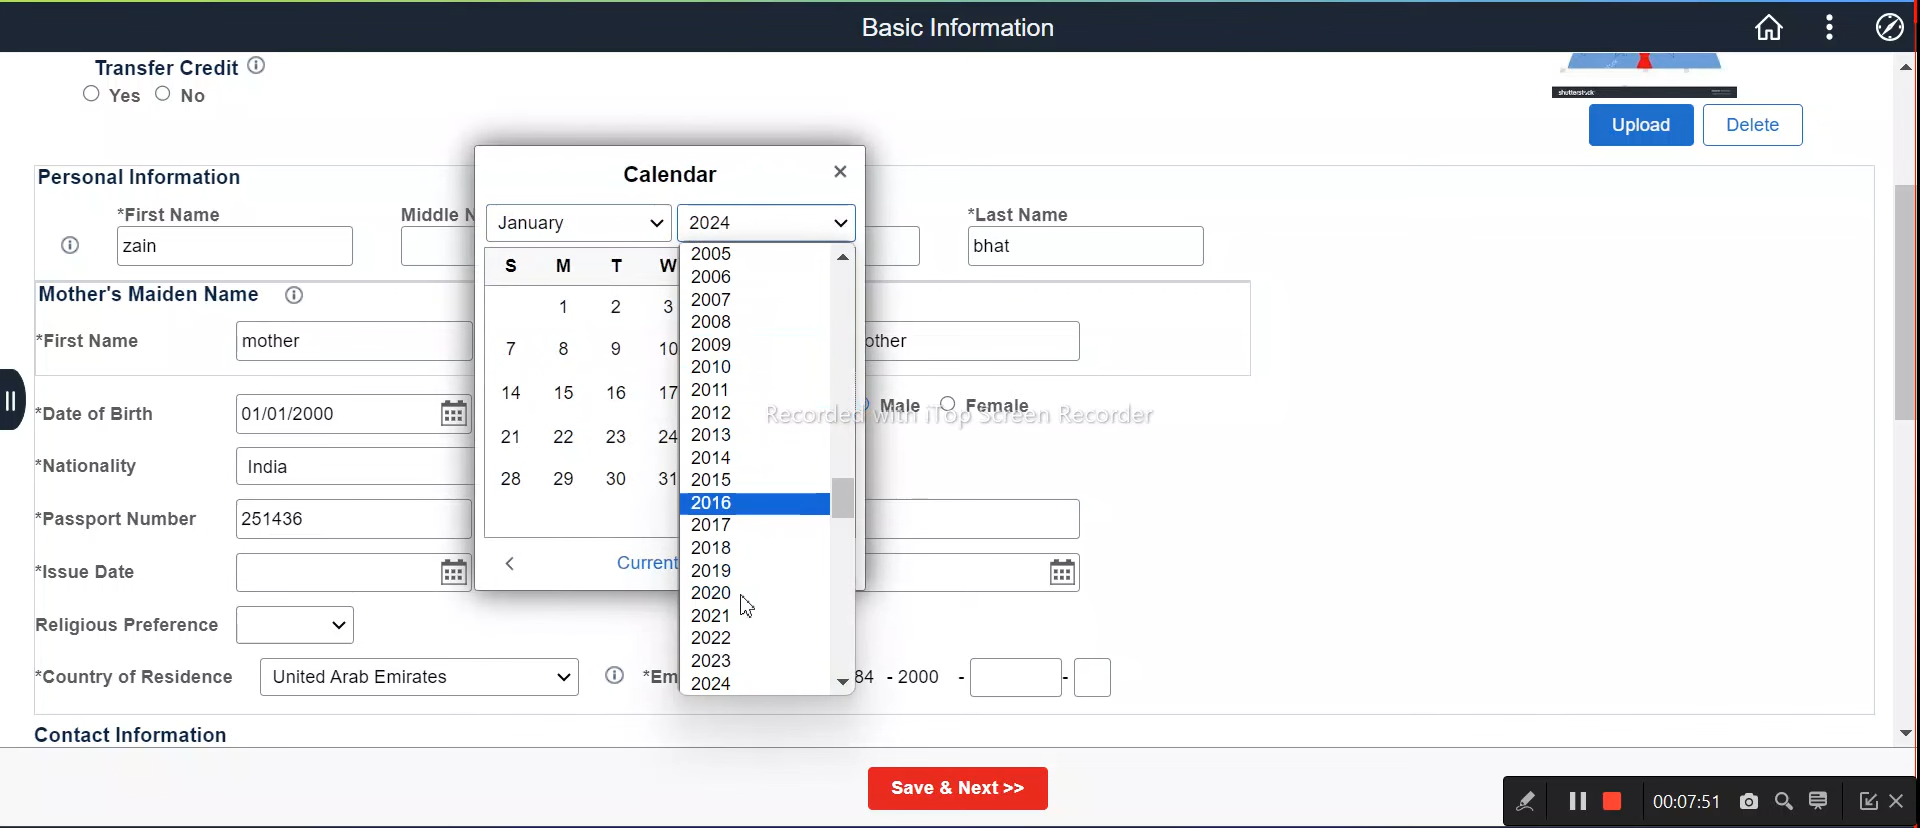 Basic Information
Transfer Credit
Yes No
shutterstock
Upload Delete
Personal Information
*First Name Middle N *Last Name
zain bhat
Mother's Maiden Name
*First Name mother other
*Date of Birth 01/01/2000 Male Female
*Nationality India
*Passport Number 251436
*Issue Date
Religious Preference
*Country of Residence United Arab Emirates *Em 84 - 2000 - -
Contact Information
Save & Next >>
Calendar
January 2024
S M T W
1 2 3
7 8 9 10
14 15 16 17
21 22 23 24
28 29 30 31
Current
2005
2006
2007
2008
2009
2010
2011
2012
2013
2014
2015
2016
2017
2018
2019
2020
2021
2022
2023
2024
Recorded with iTop Screen Recorder
00:07:51